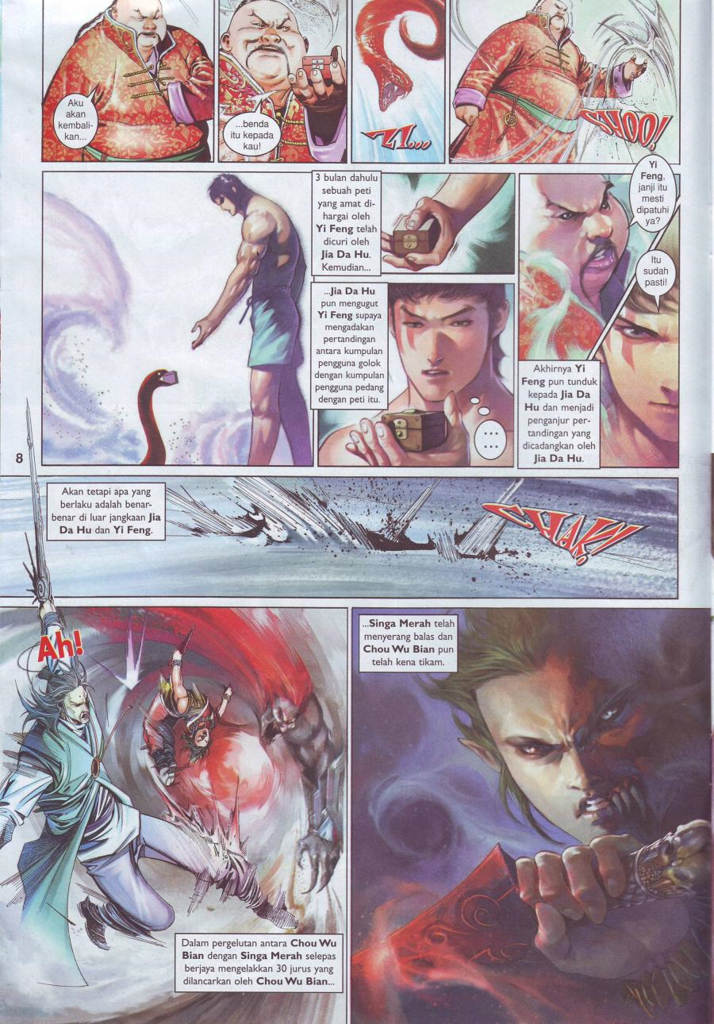 Aku
akan
kembali-
kan...
...benda
itu kepada
kau!
ZI...
CHOO!
3 bulan dahulu
sebuah peti
yang amat di-
hargai oleh
Yi Feng telah
dicuri oleh
Jia Da Hu.
Kemudian...
...Jia Da Hu
pun mengugut
Yi Feng supaya
mengadakan
pertandingan
antara kumpulan
pengguna golok
dengan kumpulan
pengguna pedang
dengan peti itu.
...
Yi
Feng,
janji itu
mesti
dipatuhi
ya?
Itu
sudah
pasti!
Akhirnya Yi
Feng pun tunduk
kepada Jia Da
Hu dan menjadi
penganjur per-
tandingan yang
dicadangkan oleh
Jia Da Hu.
8
Akan tetapi apa yang
berlaku adalah benar-
benar di luar jangkaan Jia
Da Hu dan Yi Feng.
CHAK!
Ah!
Dalam pergelutan antara Chou Wu
Bian dengan Singa Merah selepas
berjaya mengelakkan 30 jurus yang
dilancarkan oleh Chou Wu Bian...
...Singa Merah telah
menyerang balas dan
Chou Wu Bian pun
telah kena tikam.